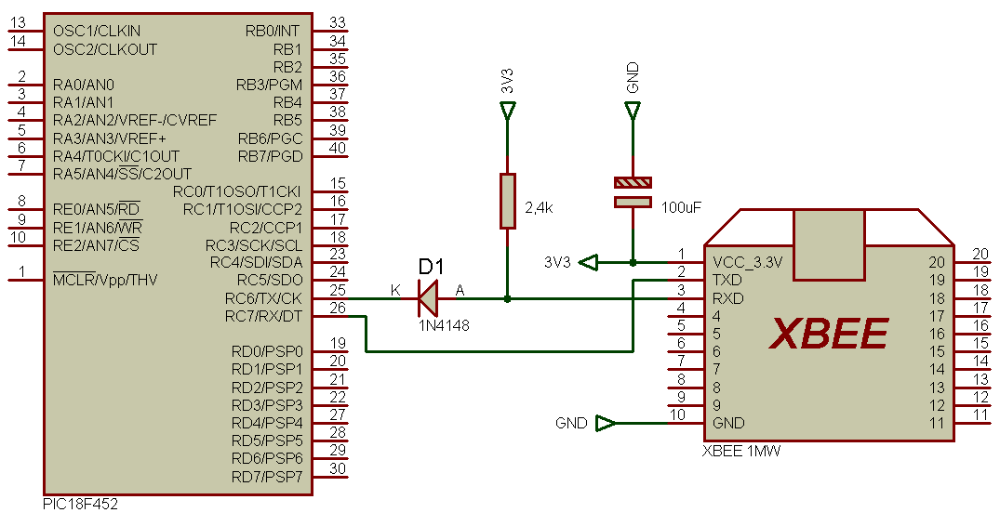 13 OSC1/CLKIN
14 OSC2/CLKOUT
2 RA0/AN0
3 RA1/AN1
4 RA2/AN2/VREF-/CVREF
5 RA3/AN3/VREF+
6 RA4/T0CKI/C1OUT
7 RA5/AN4/SS/C2OUT
8 RE0/AN5/RD
9 RE1/AN6/WR
10 RE2/AN7/CS
1 MCLR/Vpp/THV
RB0/INT 33
RB1 34
RB2 35
RB3/PGM 36
RB4 37
RB5 38
RB6/PGC 39
RB7/PGD 40
RC0/T1OSO/T1CKI 15
RC1/T1OSI/CCP2 16
RC2/CCP1 17
RC3/SCK/SCL 18
RC4/SDI/SDA 23
RC5/SDO 24
RC6/TX/CK 25
RC7/RX/DT 26
RD0/PSP0 19
RD1/PSP1 20
RD2/PSP2 21
RD3/PSP3 22
RD4/PSP4 27
RD5/PSP5 28
RD6/PSP6 29
RD7/PSP7 30
PIC18F452
D1
K A
1N4148
3V3
2,4k
GND
100uF
3V3
GND
1 VCC_3.3V
2 TXD
3 RXD
4 4
5 5
6 6
7 7
8 8
9 9
10 GND
XBEE
20 20
19 19
18 18
17 17
16 16
15 15
14 14
13 13
12 12
11 11
XBEE 1MW